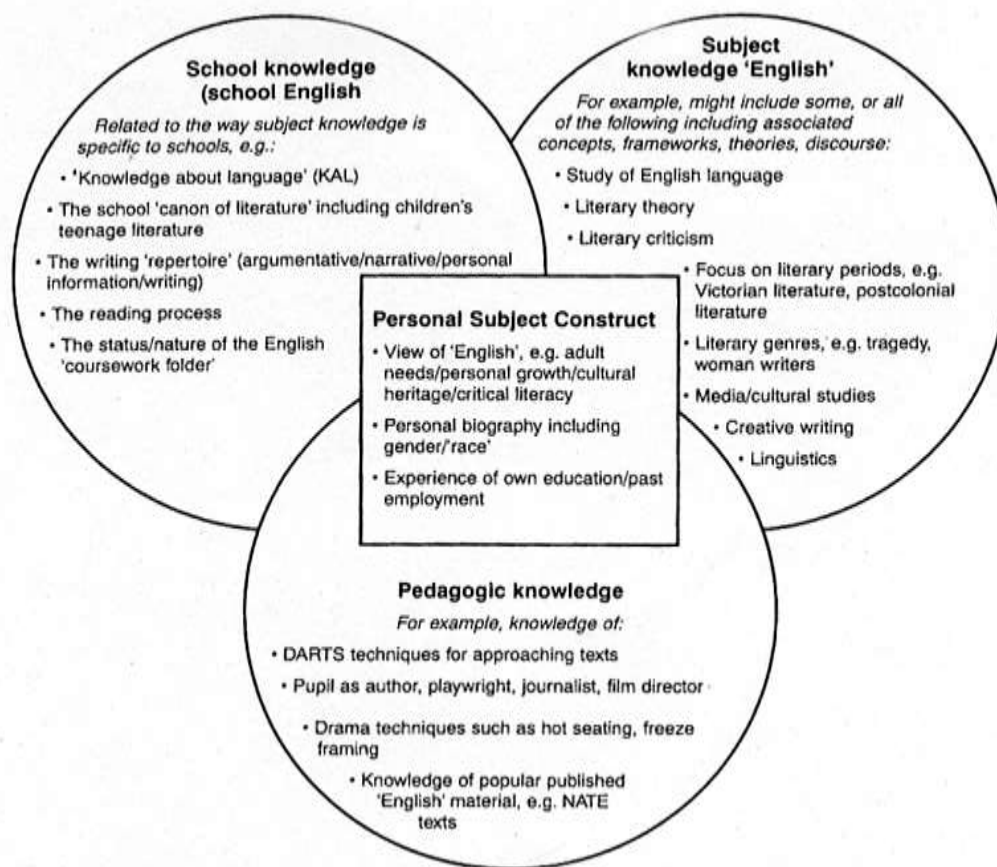 School knowledge
(school English
Related to the way subject knowledge is
specific to schools, e.g.:
• 'Knowledge about language' (KAL)
• The school 'canon of literature' including children's
teenage literature
• The writing 'repertoire' (argumentative/narrative/personal
information/writing)
• The reading process
• The status/nature of the English
'coursework folder'
Subject
knowledge 'English'
For example, might include some, or all
of the following including associated
concepts, frameworks, theories, discourse:
• Study of English language
• Literary theory
• Literary criticism
• Focus on literary periods, e.g.
Victorian literature, postcolonial
literature
• Literary genres, e.g. tragedy,
woman writers
• Media/cultural studies
• Creative writing
• Linguistics
Personal Subject Construct
• View of 'English', e.g. adult
needs/personal growth/cultural
heritage/critical literacy
• Personal biography including
gender/'race'
• Experience of own education/past
employment
Pedagogic knowledge
For example, knowledge of:
• DARTS techniques for approaching texts
• Pupil as author, playwright, journalist, film director
• Drama techniques such as hot seating, freeze
framing
• Knowledge of popular published
'English' material, e.g. NATE
texts